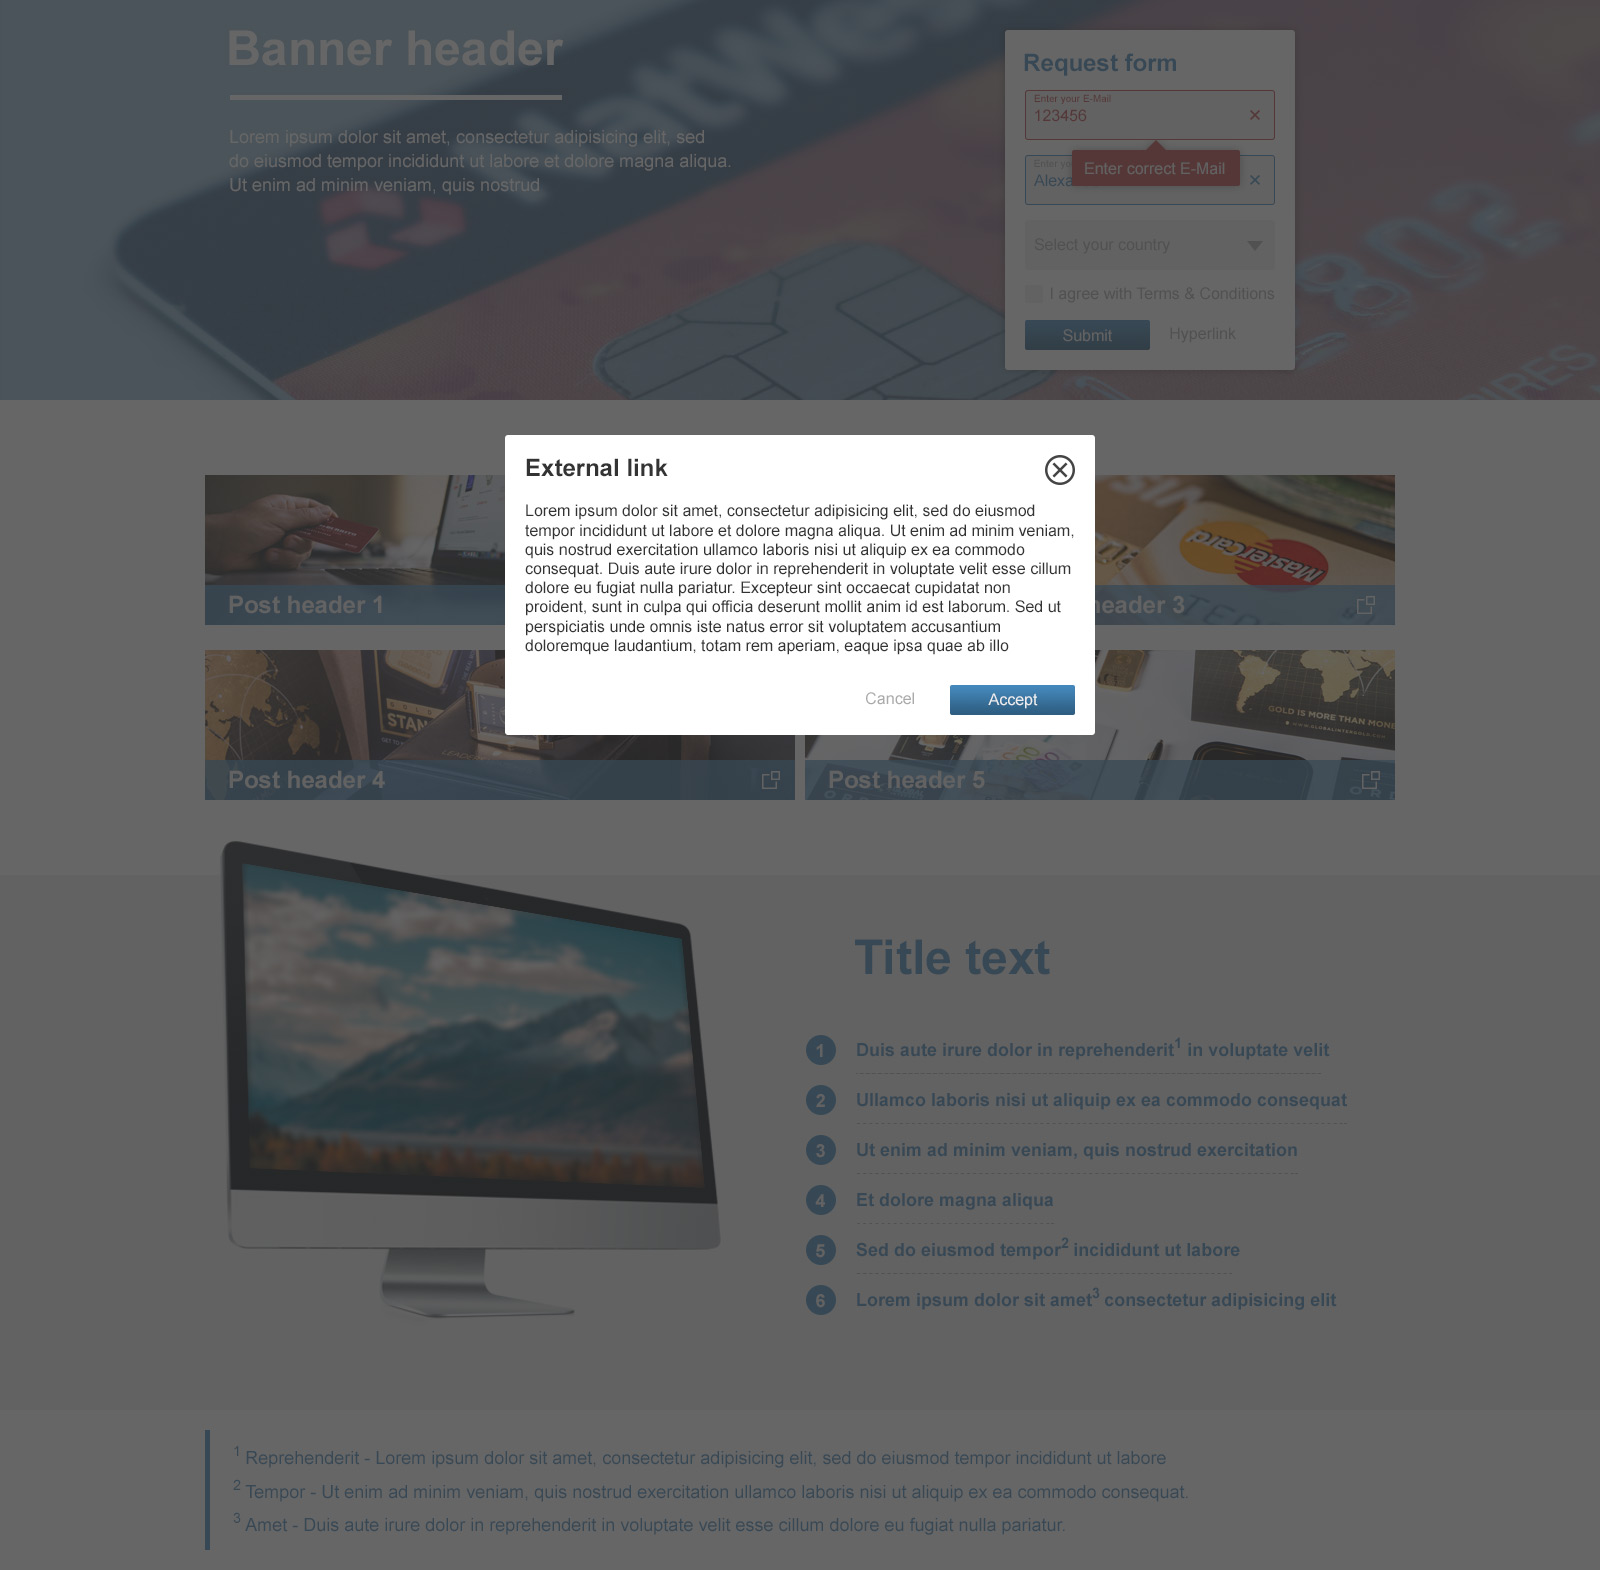 Banner header
Lorem ipsum dolor sit amet, consectetur adipisicing elit, sed
do eiusmod tempor incididunt ut labore et dolore magna aliqua.
Ut enim ad minim veniam, quis nostrud
NatWest
Request form
Enter your E-Mail
123456
Enter correct E-Mail
Select your country
I agree with Terms & Conditions
Submit
Hyperlink
External link
Lorem ipsum dolor sit amet, consectetur adipisicing elit, sed do eiusmod
tempor incididunt ut labore et dolore magna aliqua. Ut enim ad minim veniam,
quis nostrud exercitation ullamco laboris nisi ut aliquip ex ea commodo
consequat. Duis aute irure dolor in reprehenderit in voluptate velit esse cillum
dolore eu fugiat nulla pariatur. Excepteur sint occaecat cupidatat non
proident, sunt in culpa qui officia deserunt mollit anim id est laborum. Sed ut
perspiciatis unde omnis iste natus error sit voluptatem accusantium
doloremque laudantium, totam rem aperiam, eaque ipsa quae ab illo
Cancel
Accept
Post header 1
MasterCard
eader 3
GOLD IS MORE THAN MONE
Post header 4
Post header 5
Title text
1 Duis aute irure dolor in reprehenderit¹ in voluptate velit
2 Ullamco laboris nisi ut aliquip ex ea commodo consequat
3 Ut enim ad minim veniam, quis nostrud exercitation
4 Et dolore magna aliqua
5 Sed do eiusmod tempor² incididunt ut labore
6 Lorem ipsum dolor sit amet³ consectetur adipisicing elit
¹ Reprehenderit - Lorem ipsum dolor sit amet, consectetur adipisicing elit, sed do eiusmod tempor incididunt ut labore
² Tempor - Ut enim ad minim veniam, quis nostrud exercitation ullamco laboris nisi ut aliquip ex ea commodo consequat.
³ Amet - Duis aute irure dolor in reprehenderit in voluptate velit esse cillum dolore eu fugiat nulla pariatur.